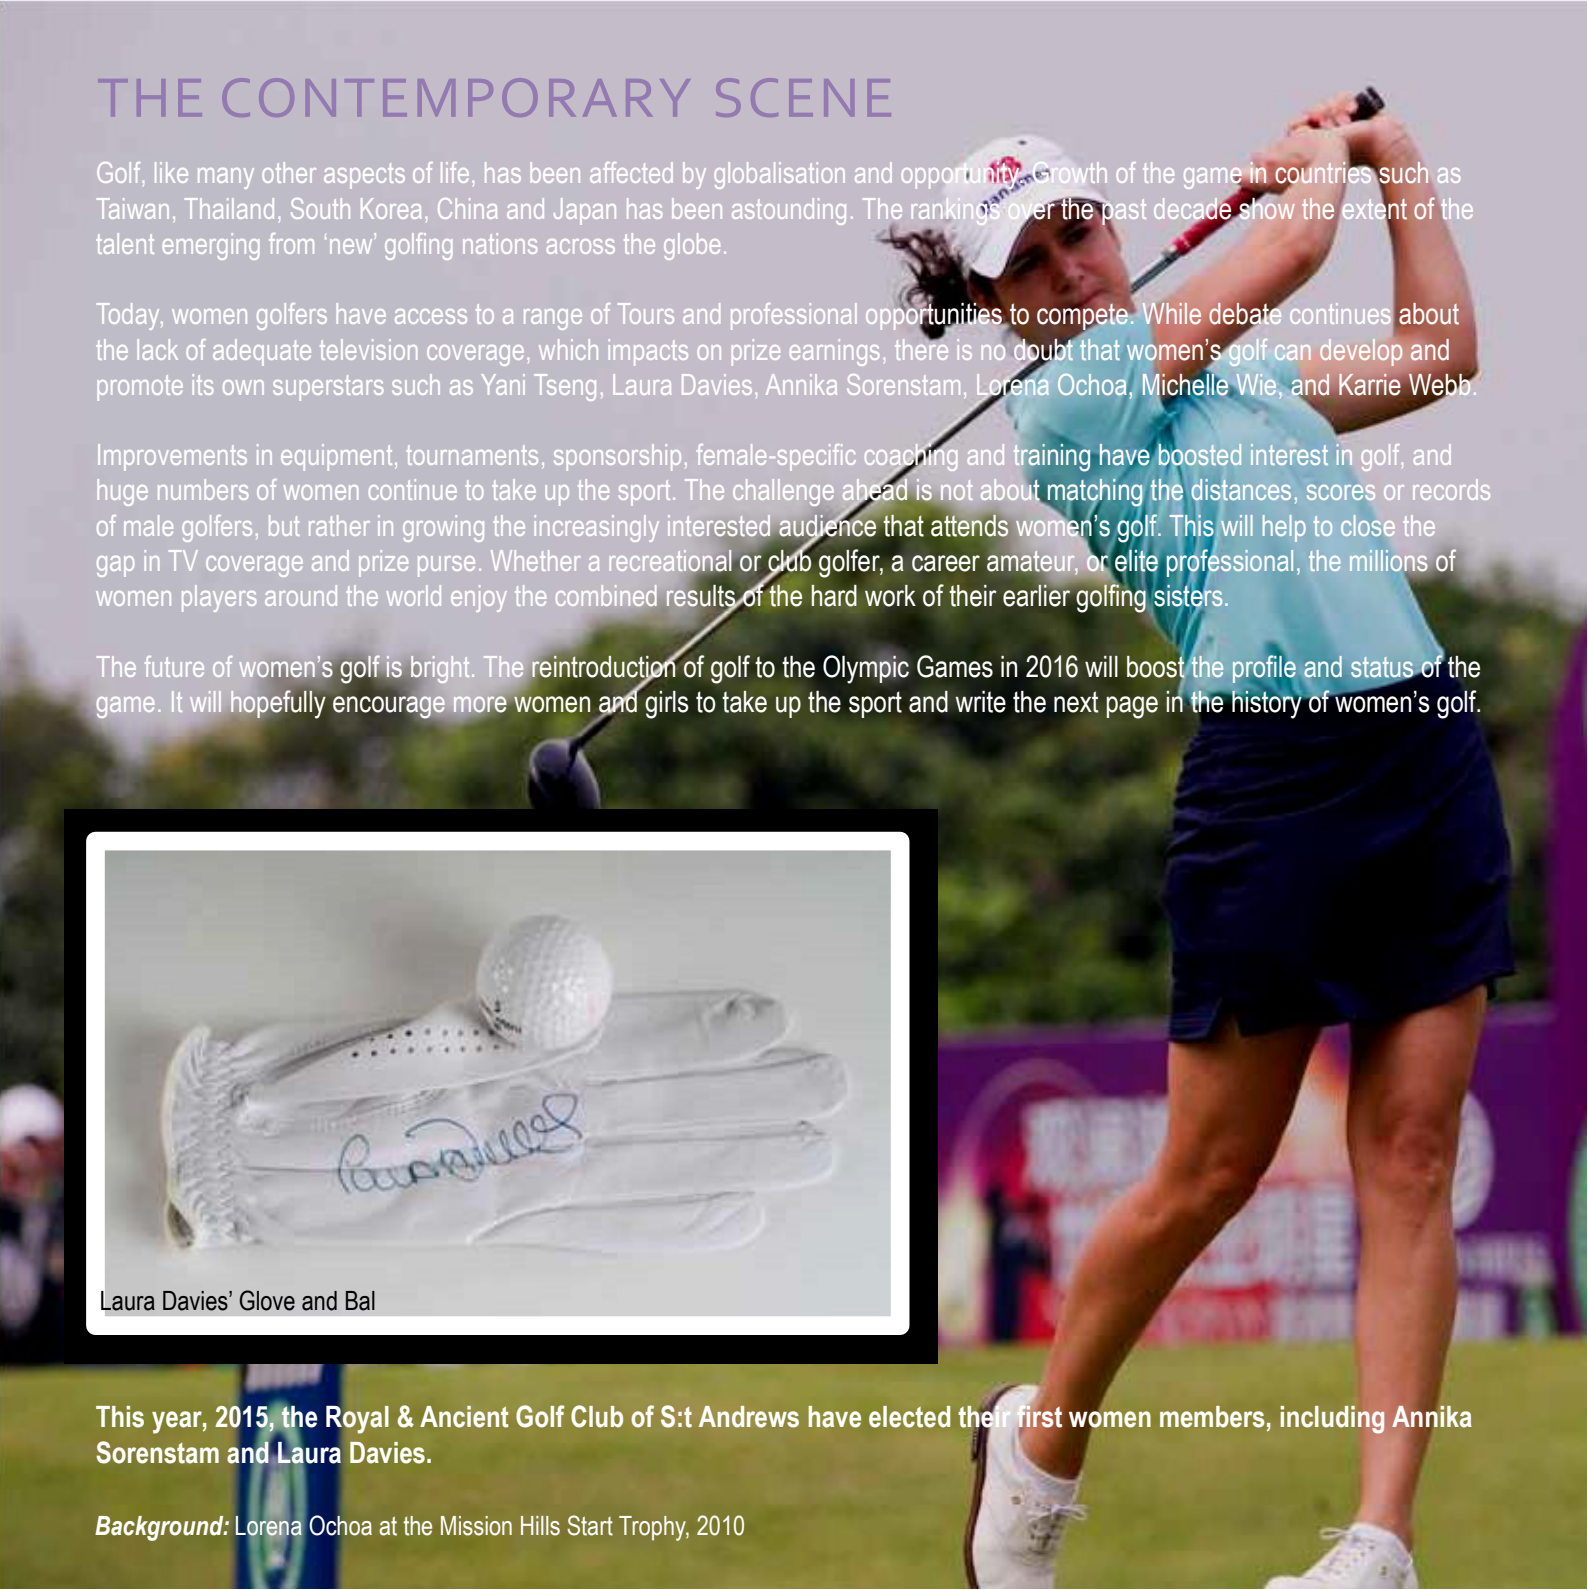 THE CONTEMPORARY SCENE
Golf, like many other aspects of life, has been affected by globalisation and opportunity. Growth of the game in countries such as
Taiwan, Thailand, South Korea, China and Japan has been astounding. The rankings over the past decade show the extent of the
talent emerging from ‘new’ golfing nations across the globe.
Today, women golfers have access to a range of Tours and professional opportunities to compete. While debate continues about
the lack of adequate television coverage, which impacts on prize earnings, there is no doubt that women’s golf can develop and
promote its own superstars such as Yani Tseng, Laura Davies, Annika Sorenstam, Lorena Ochoa, Michelle Wie, and Karrie Webb.
Improvements in equipment, tournaments, sponsorship, female-specific coaching and training have boosted interest in golf, and
huge numbers of women continue to take up the sport. The challenge ahead is not about matching the distances, scores or records
of male golfers, but rather in growing the increasingly interested audience that attends women’s golf. This will help to close the
gap in TV coverage and prize purse. Whether a recreational or club golfer, a career amateur, or elite professional, the millions of
women players around the world enjoy the combined results of the hard work of their earlier golfing sisters.
The future of women’s golf is bright. The reintroduction of golf to the Olympic Games in 2016 will boost the profile and status of the
game. It will hopefully encourage more women and girls to take up the sport and write the next page in the history of women’s golf.
Laura Davies’ Glove and Bal
This year, 2015, the Royal & Ancient Golf Club of S:t Andrews have elected their first women members, including Annika
Sorenstam and Laura Davies.
Background: Lorena Ochoa at the Mission Hills Start Trophy, 2010